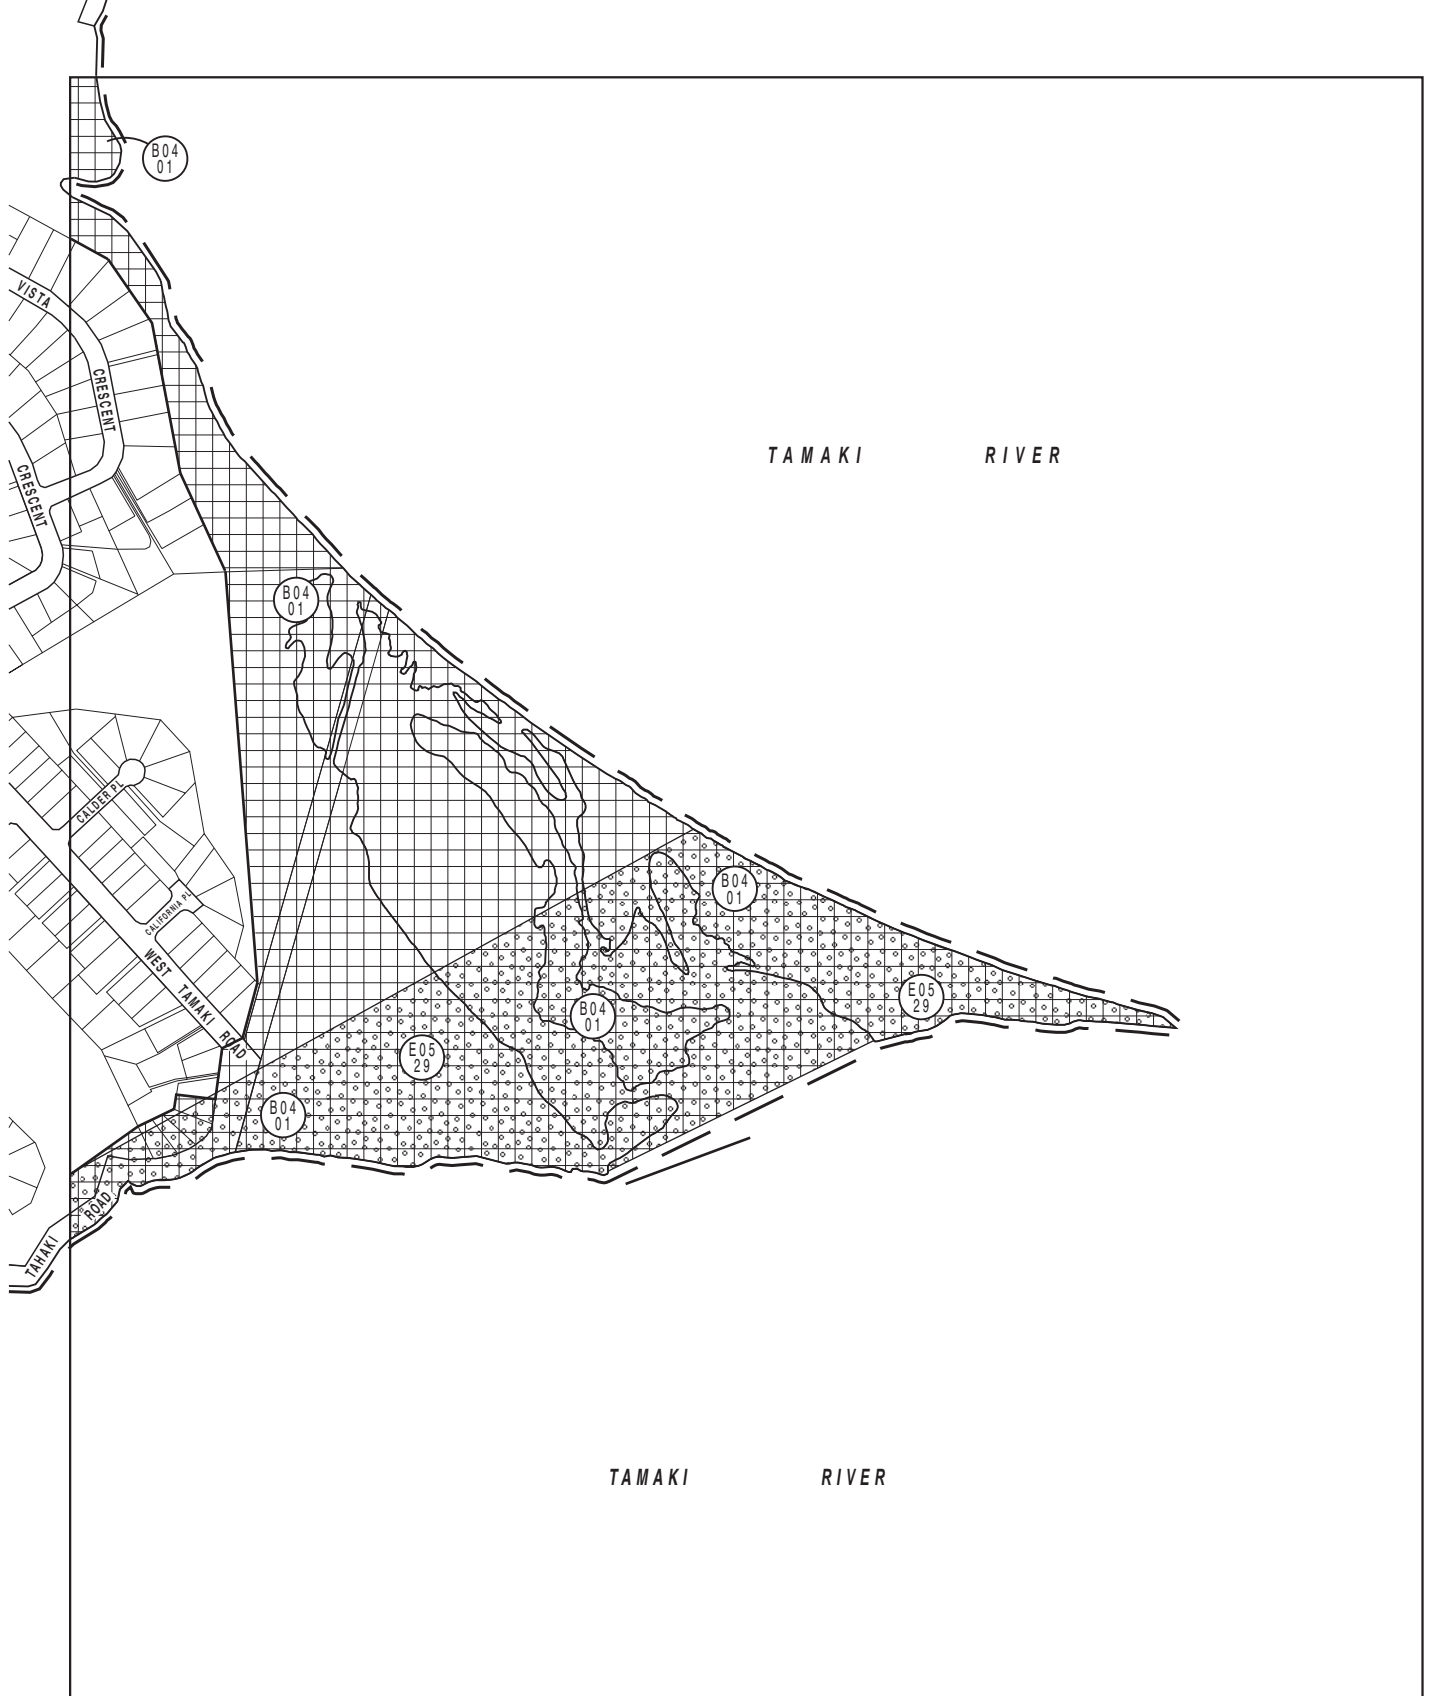 B04
01
VISTA
CRESCENT
TAMAKI RIVER
CRESCENT
B04
01
CALDER PL
B04
01
CALIFORNIA PL
WEST TAMAKI ROAD
E05
29
B04
01
E05
29
B04
01
ROAD
TAHAKI
TAMAKI RIVER